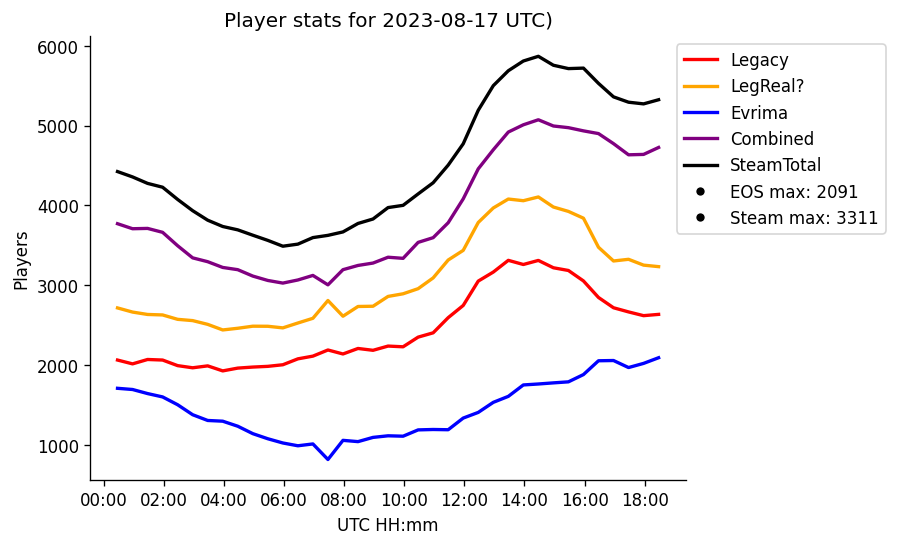 Player stats for 2023-08-17 UTC)
6000
5000
4000
3000
2000
1000
Players
00:00 02:00 04:00 06:00 08:00 10:00 12:00 14:00 16:00 18:00
UTC HH:mm
Legacy
LegReal?
Evrima
Combined
SteamTotal
EOS max: 2091
Steam max: 3311